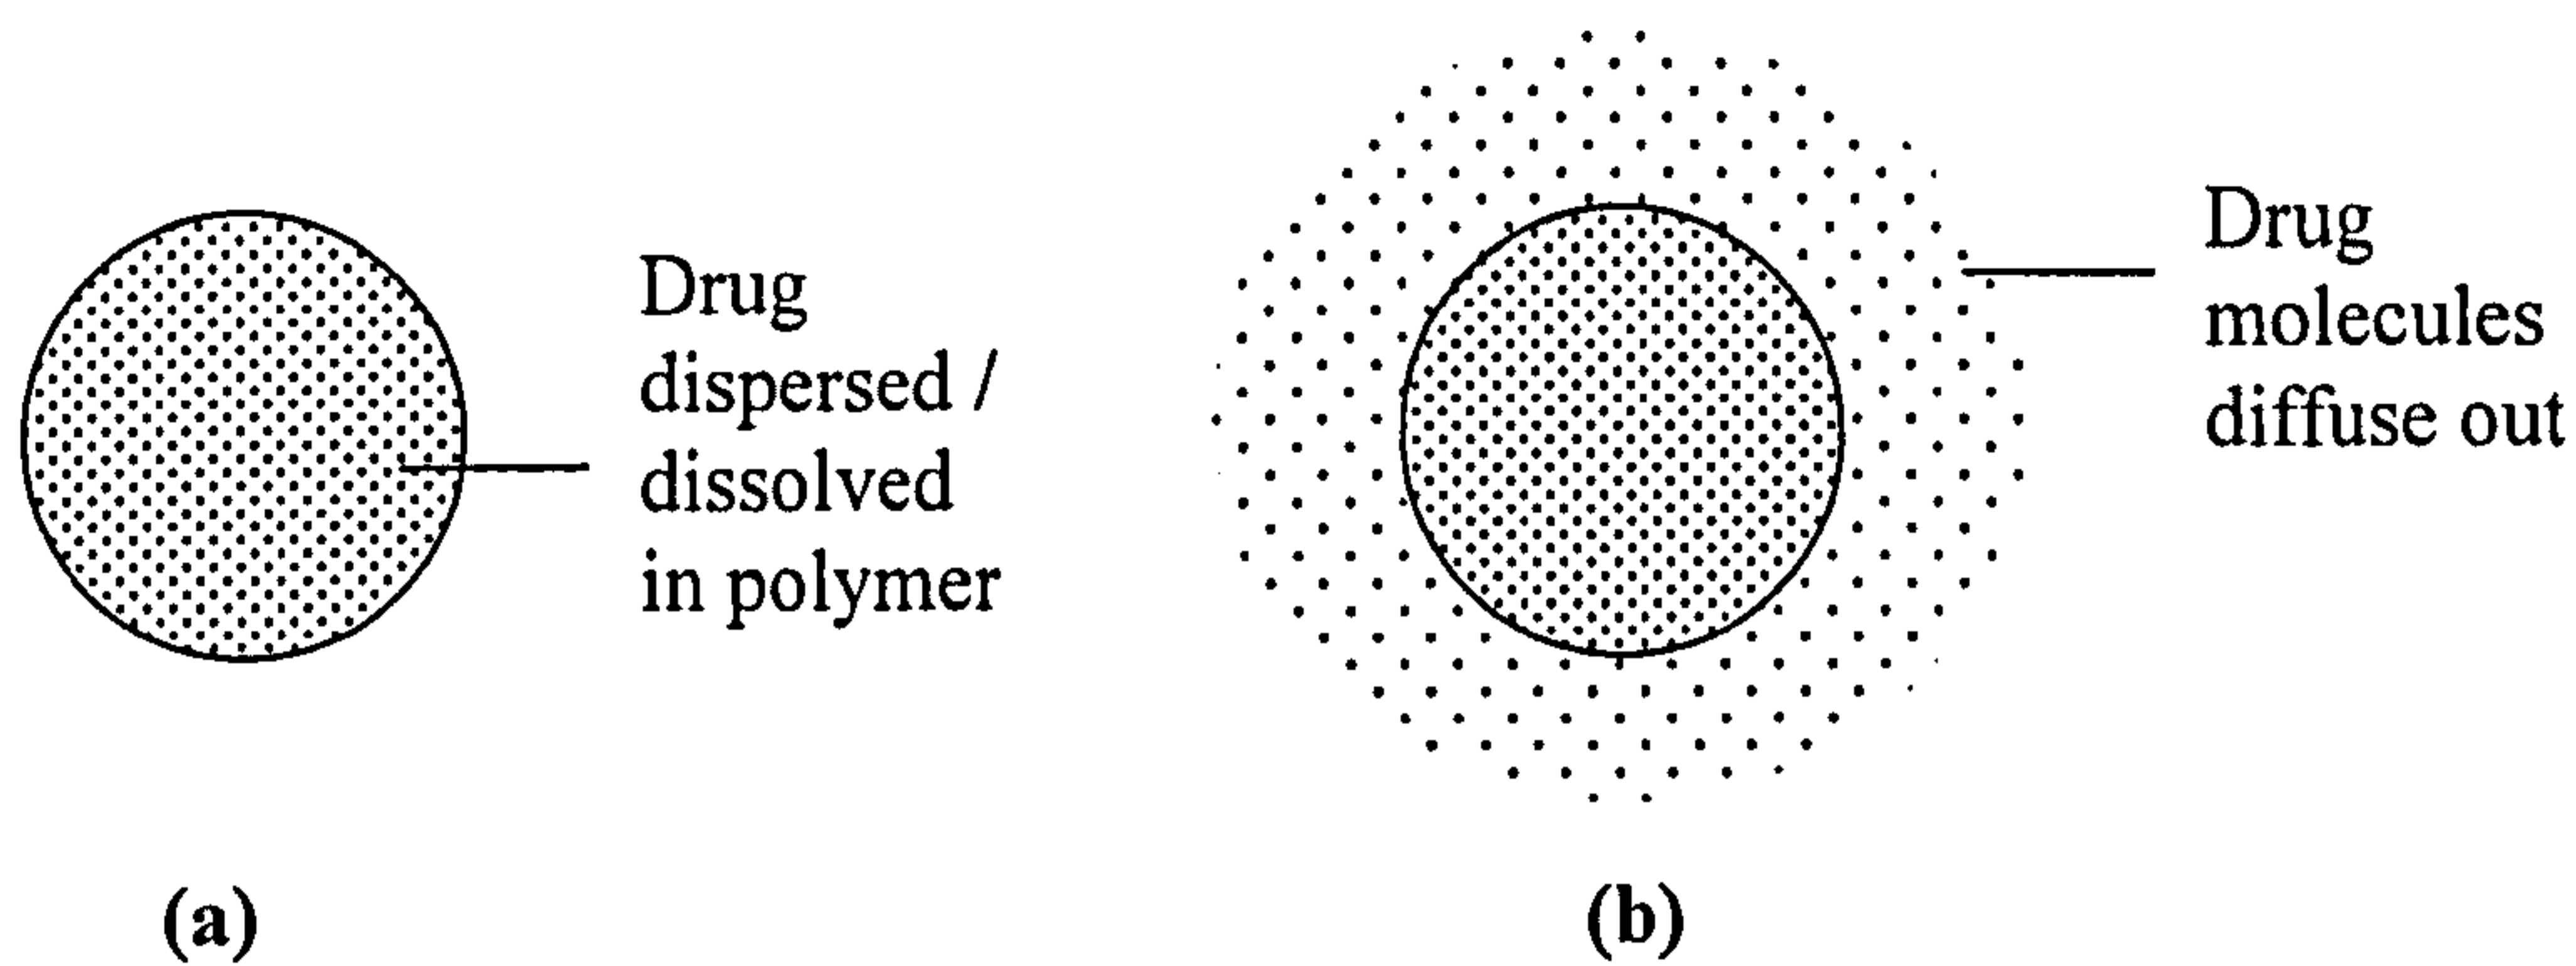 Drug
dispersed /
dissolved
in polymer
Drug
molecules
diffuse out
(a)
(b)